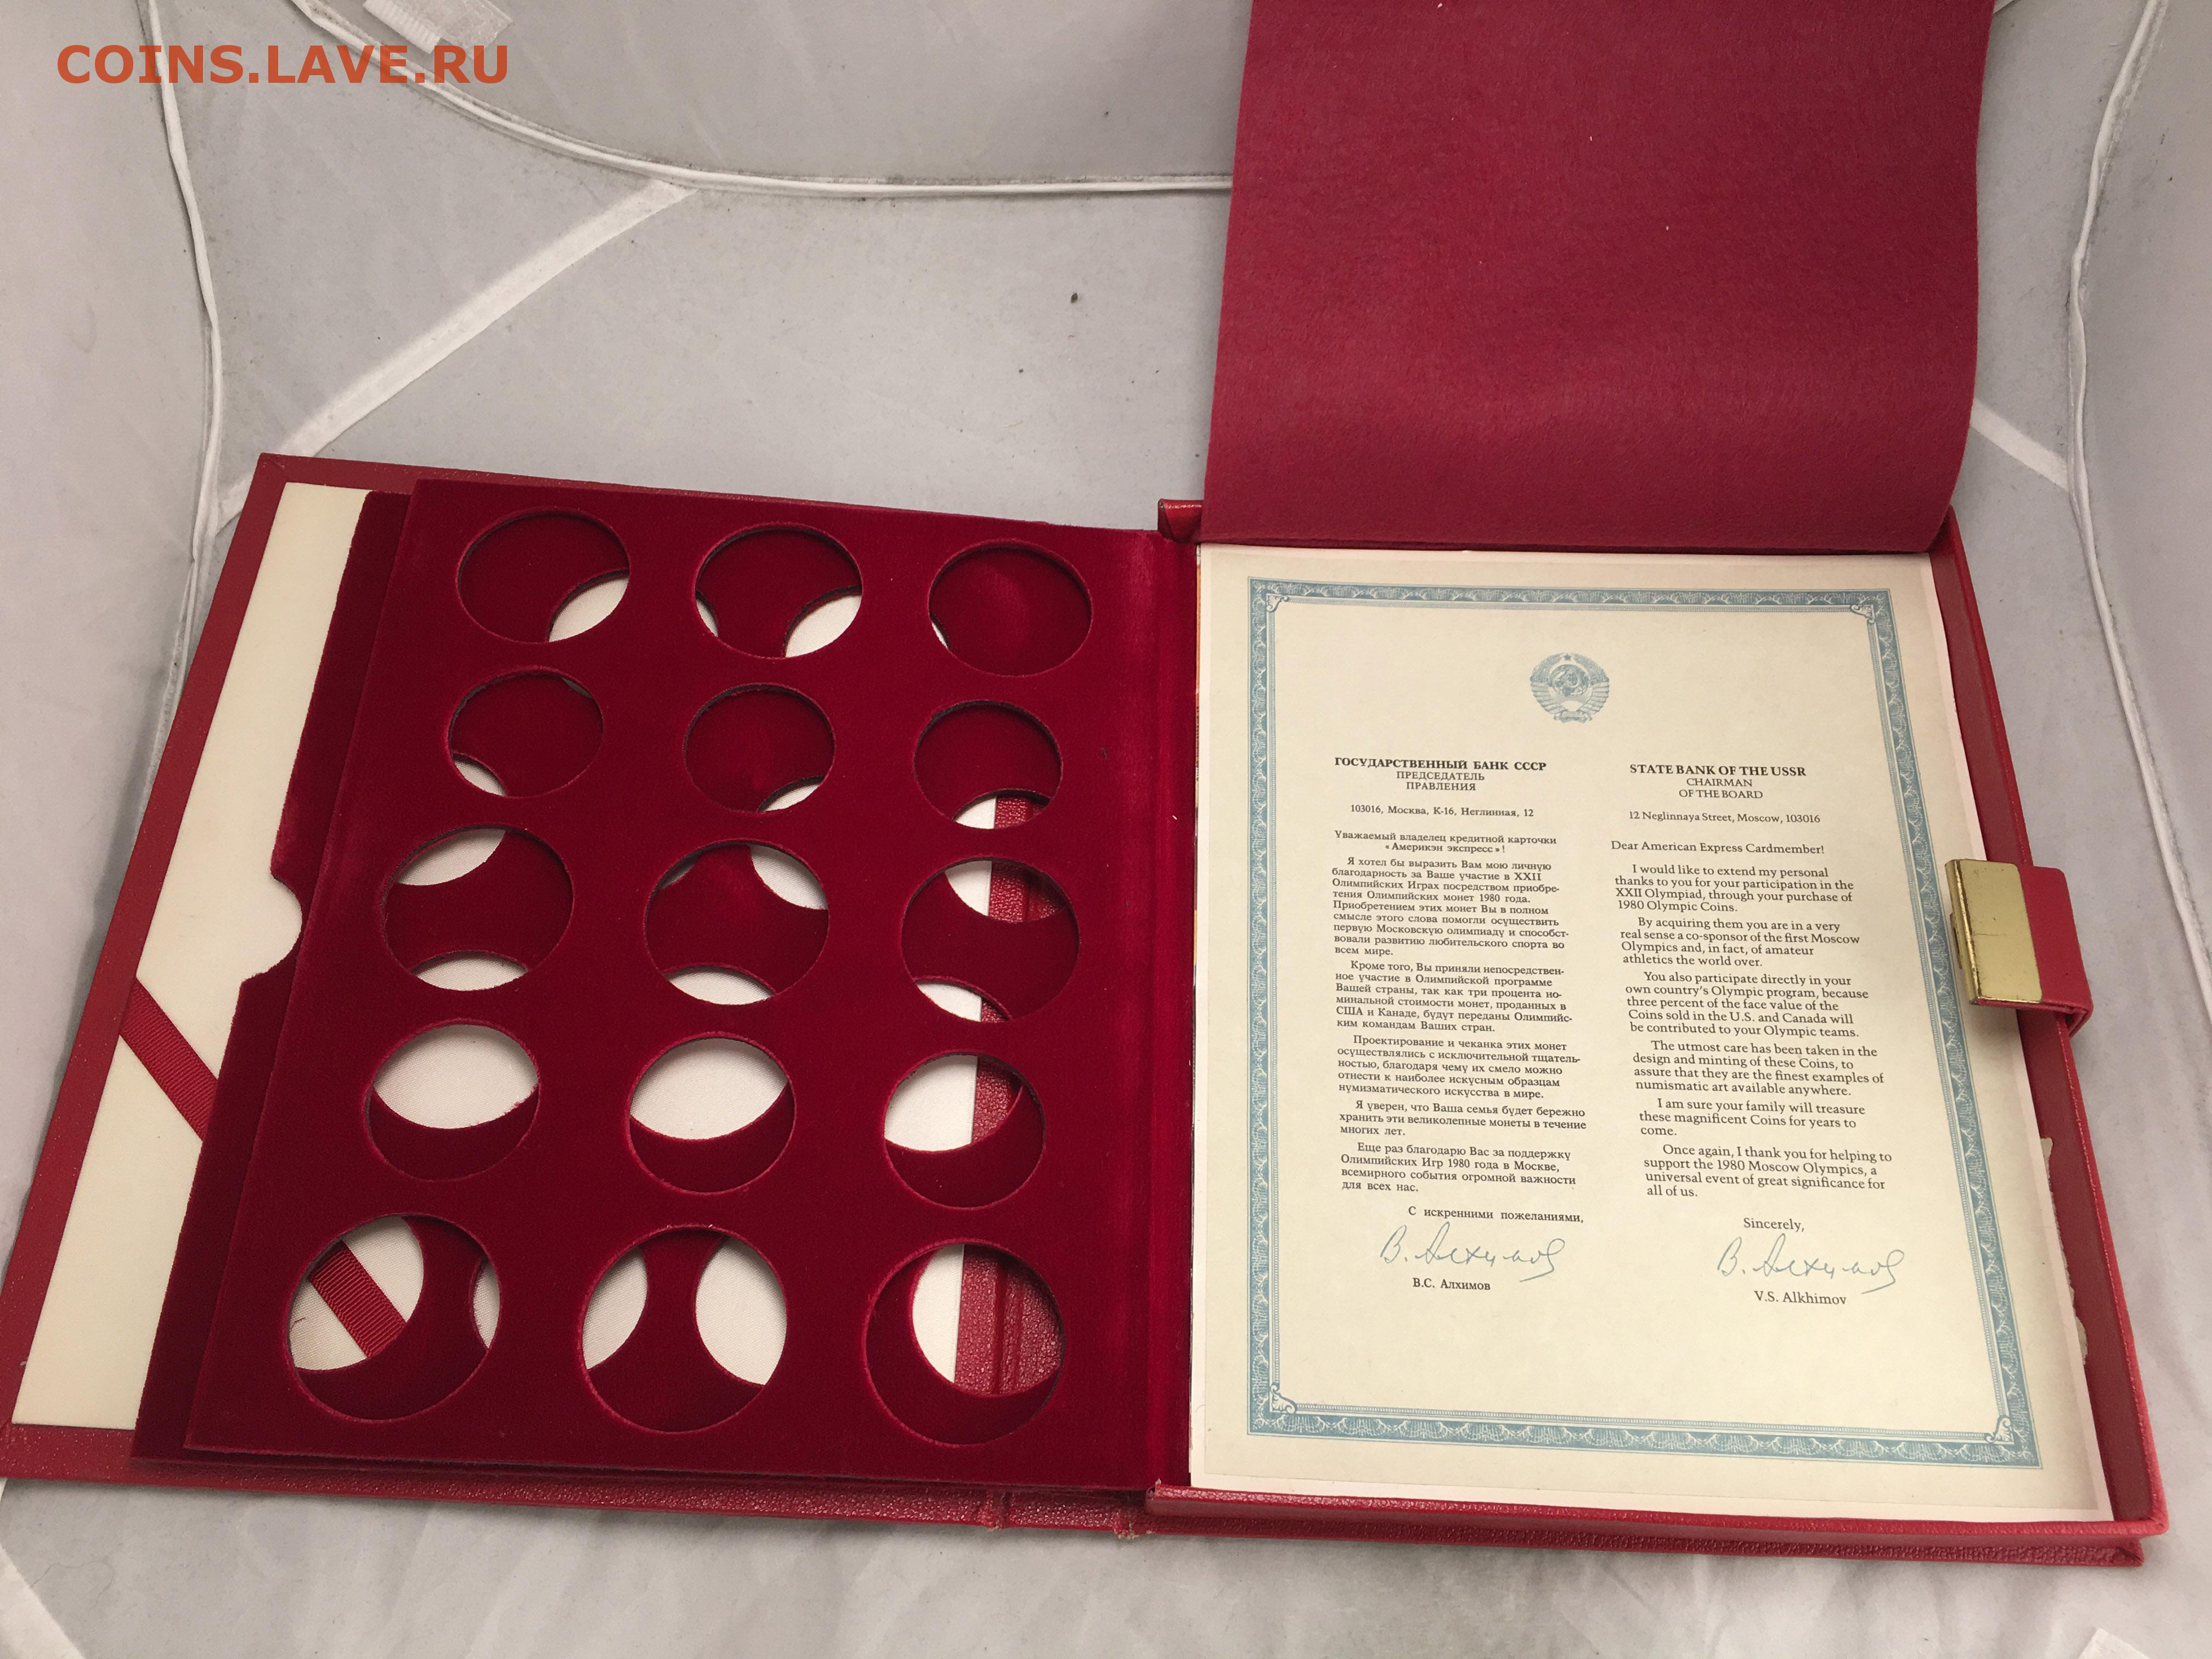 COINS.LAVE.RU
ГОСУДАРСТВЕННЫЙ БАНК СССР
ПРЕДСЕДАТЕЛЬ
ПРАВЛЕНИЯ
103016, Москва, К-16, Неглинная, 12
Уважаемый владелец кредитной карточки
«Америкэн экспресс»!
Я хотел бы выразить Вам мою личную
благодарность за Ваше участие в XXII
Олимпийских Играх посредством приобре-
тения Олимпийских монет 1980 года.
Приобретением этих монет Вы в полном
смысле этого слова помогли осуществить
первую Московскую олимпиаду и способст-
вовали развитию любительского спорта во
всем мире.
Кроме того, Вы приняли непосредствен-
ное участие в Олимпийской программе
Вашей страны, так как три процента но-
минальной стоимости монет, проданных в
США и Канаде, будут переданы Олимпийс-
ким командам Ваших стран.
Проектирование и чеканка этих монет
осуществлялись с исключительной тщатель-
ностью, благодаря чему их смело можно
отнести к наиболее искусным образцам
нумизматического искусства в мире.
Я уверен, что Ваша семья будет бережно
хранить эти великолепные монеты в течение
многих лет.
Еще раз благодарю Вас за поддержку
Олимпийских Игр 1980 года в Москве,
всемирного события огромной важности
для всех нас.
С искренними пожеланиями,
В. Алхимов
В.С. Алхимов
STATE BANK OF THE USSR
CHAIRMAN
OF THE BOARD
12 Neglinnaya Street, Moscow, 103016
Dear American Express Cardmember!
I would like to extend my personal
thanks to you for your participation in the
XXII Olympiad, through your purchase of
1980 Olympic Coins.
By acquiring them you are in a very
real sense a co-sponsor of the first Moscow
Olympics and, in fact, of amateur
athletics the world over.
You also participate directly in your
own country's Olympic program, because
three percent of the face value of the
Coins sold in the U.S. and Canada will
be contributed to your Olympic teams.
The utmost care has been taken in the
design and minting of these Coins, to
assure that they are the finest examples of
numismatic art available anywhere.
I am sure your family will treasure
these magnificent Coins for years to
come.
Once again, I thank you for helping to
support the 1980 Moscow Olympics, a
universal event of great significance for
all of us.
Sincerely,
В. Алхимов
V.S. Alkhimov